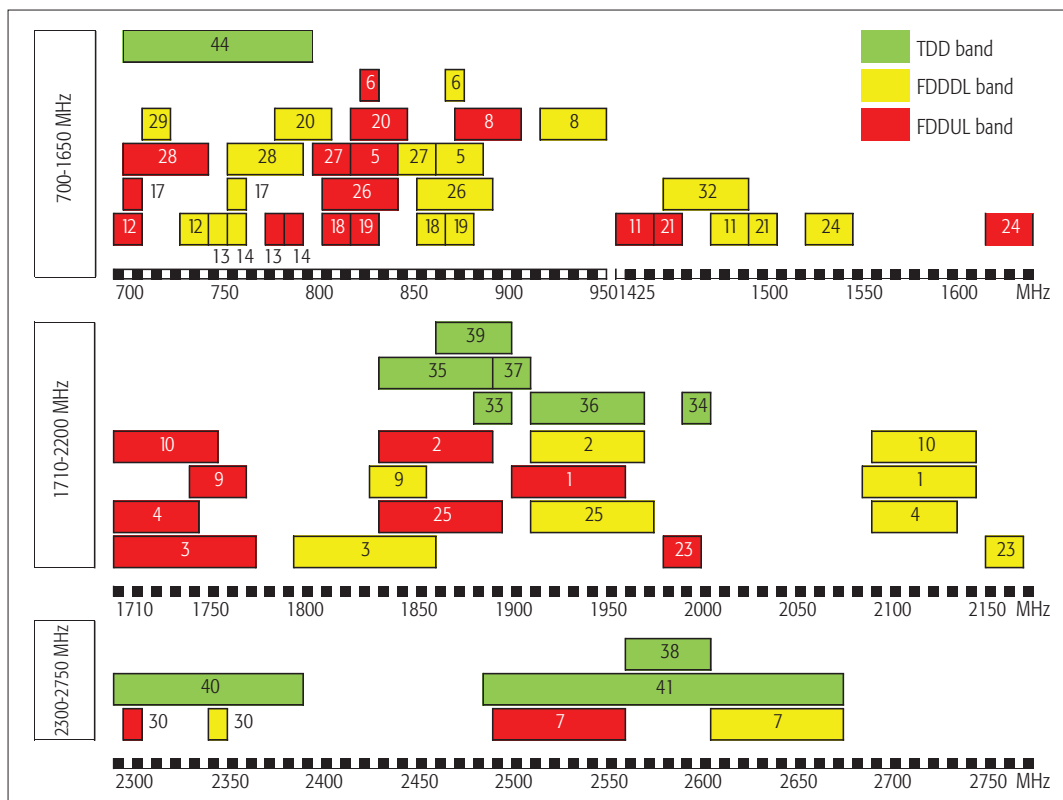 700-1650 MHz
44
TDD band
6 6
FDDDL band
29 20 20 8 8
FDDUL band
28 28 27 5 27 5
17 17 26 26 32
12 12 18 19 18 19 11 21 11 21 24 24
13 14 13 14
700 750 800 850 900 950 1425 1500 1550 1600 MHz
1710-2200 MHz
39
35 37
33 36 34
10 2 2 10
9 9 1 1
4 25 25 4
3 3 23 23
1710 1750 1800 1850 1900 1950 2000 2050 2100 2150 MHz
2300-2750 MHz
38
40 41
30 30 7 7
2300 2350 2400 2450 2500 2550 2600 2650 2700 2750 MHz